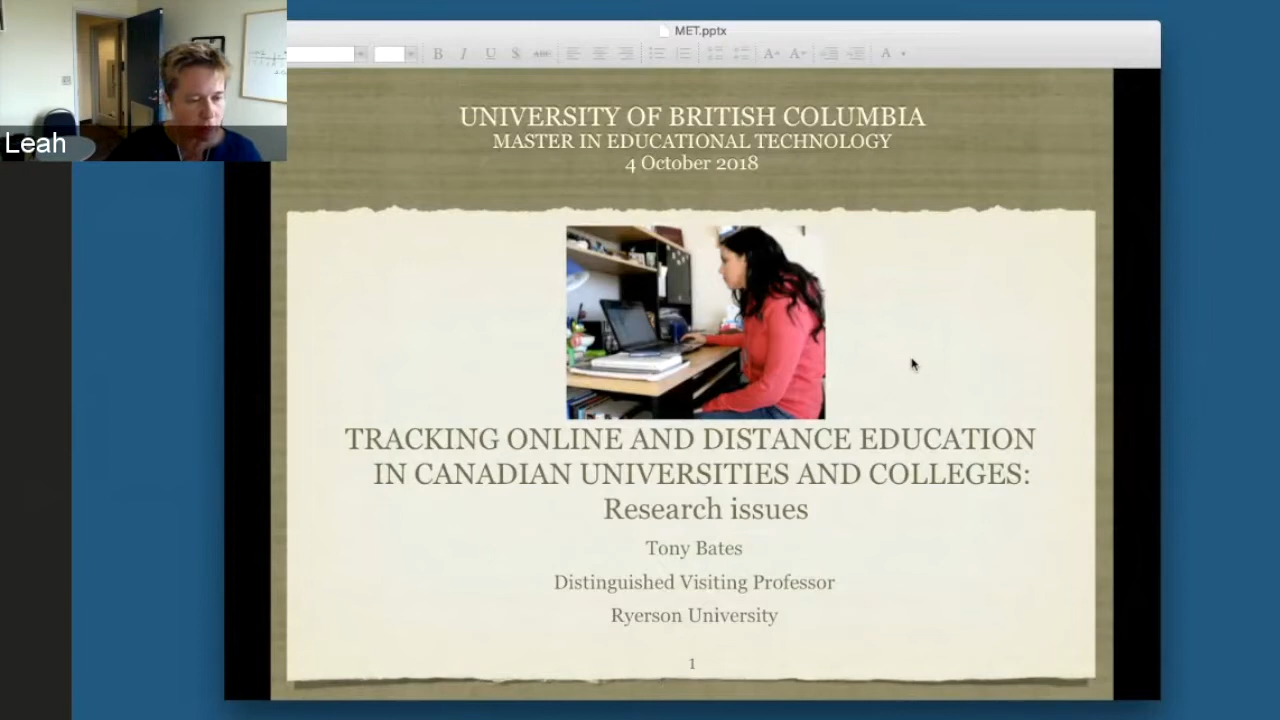 MET.pptx
B I U S ABC A A A
Leah
UNIVERSITY OF BRITISH COLUMBIA
MASTER IN EDUCATIONAL TECHNOLOGY
4 October 2018
TRACKING ONLINE AND DISTANCE EDUCATION
IN CANADIAN UNIVERSITIES AND COLLEGES:
Research issues
Tony Bates
Distinguished Visiting Professor
Ryerson University
1